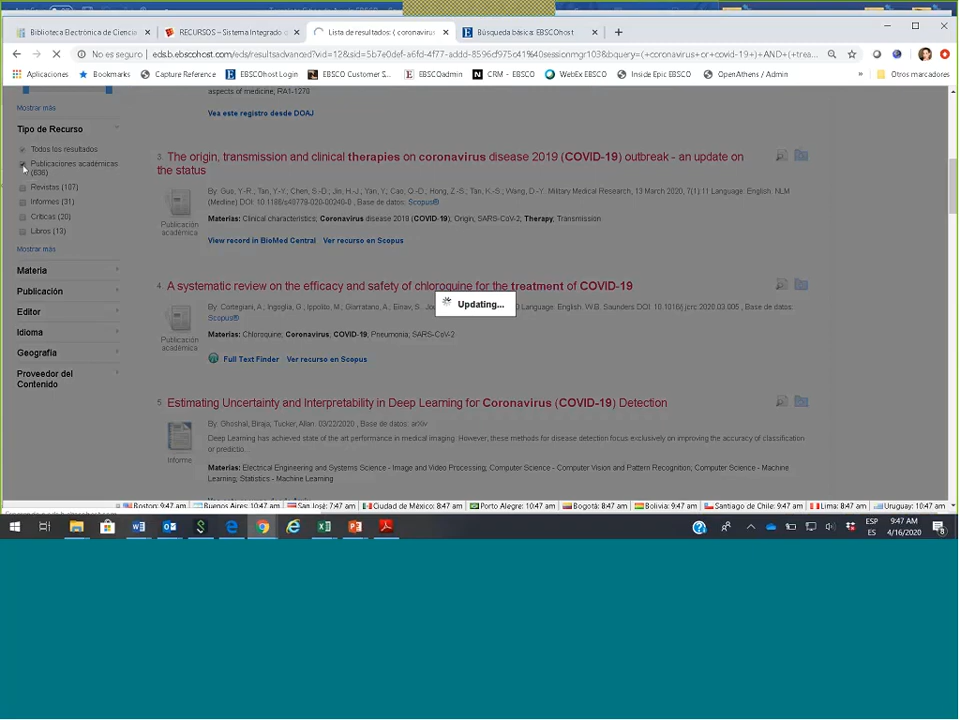 Biblioteca Electrónica de Ciencia
RECURSOS – Sistema Integrado
Lista de resultados: ( coronavirus
Búsqueda básica: EBSCOhost
No es seguro
eds.b.ebscohost.com/eds/resultsadvanced?vid=12&sid=5b7e0def-a6fd-4f77-addd-8596d975c41%40sessionmgr103&bquery=(+coronavirus+or+covid-19+)+AND+(+trea...
Aplicaciones
Bookmarks
Capture Reference
EBSCOhost Login
EBSCO Customer S...
EBSCOadmin
CRM - EBSCO
WebEx EBSCO
Inside Epic EBSCO
OpenAthens / Admin
»
Otros marcadores
Mostrar más
Tipo de Recurso
Todos los resultados
Publicaciones académicas
(636)
Revistas (187)
Informes (31)
Críticas (20)
Libros (13)
Mostrar más
Materia
Publicación
Editor
Idioma
Geografía
Proveedor del
Contenido
aspects of medicine, RA1-1270
Vea este registro desde DOAJ
3. The origin, transmission and clinical therapies on coronavirus disease 2019 (COVID-19) outbreak - an update on
the status
By: Guo, Y-R; Tan, Y-Y; Chen, S-D; Jin, H-J; Yan, Y; Cao, Q-D; Hong, Z-S; Tan, K-S; Wang, D-Y. Military Medical Research, 13 March 2020, 7(1) 11 Language: English. NLM
(Medline) DOI: 10.1186/s40779-020-00240-0 , Base de datos: Scopus®
Publicación
académica
Materias: Clinical characteristics; Coronavirus disease 2019 (COVID-19); Origin; SARS-CoV-2; Therapy; Transmission
View record in BioMed Central Ver recurso en Scopus
4. A systematic review on the efficacy and safety of chloroquine for the treatment of COVID-19
By: Cortegiani, A.; Ingoglia, G.; Ippolito, M.; Giarratano, A.; Einav, S. Language: English. W.B. Saunders DOI: 10.1016/j.jcrc.2020.03.005 , Base de datos:
Scopus®
Publicación
académica
Materias: Chloroquine; Coronavirus; COVID-19; Pneumonia; SARS-CoV-2
Full Text Finder Ver recurso en Scopus
Updating...
5. Estimating Uncertainty and Interpretability in Deep Learning for Coronavirus (COVID-19) Detection
By: Ghoshal, Biraja; Tucker, Allan. 03/22/2020 , Base de datos: arXiv
Deep Learning has achieved state of the art performance in medical imaging. However, these methods for disease detection focus exclusively on improving the accuracy of classification
or predictio.
Informe
Materias: Electrical Engineering and Systems Science - Image and Video Processing; Computer Science - Computer Vision and Pattern Recognition; Computer Science - Machine
Learning; Statistics - Machine Learning
Boston: 9:47 am
Buenos Aires: 10:47 am
San José: 7:47 am
Ciudad de México: 8:47 am
Porto Alegre: 10:47 am
Bogotá: 8:47 am
Bolivia: 9:47 am
Santiago de Chile: 9:47 am
Lima: 8:47 am
Uruguay: 10:47 am
ESP
ES
9:47 AM
4/16/2020